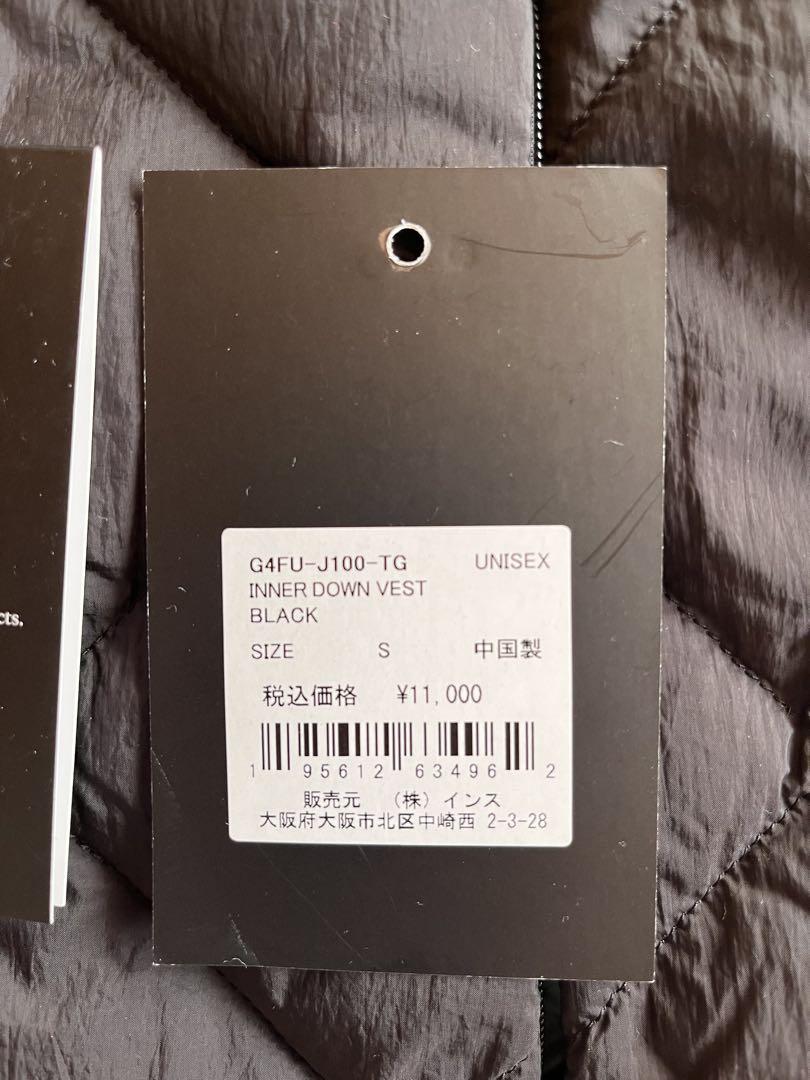 cts.
G4FU-J100-TG UNISEX
INNER DOWN VEST
BLACK
SIZE S 中国製
税込価格 ¥11,000
1 95612 63496 2
販売元 （株）インス
大阪府大阪市北区中崎西 2-3-28